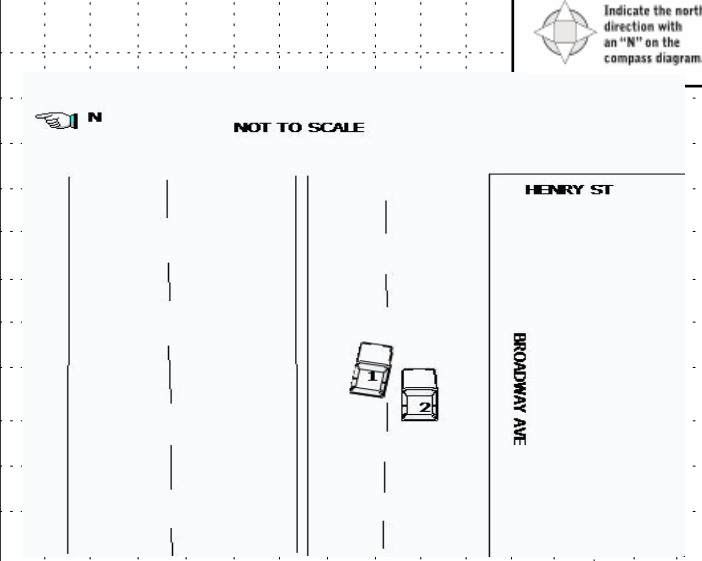 Indicate the north
direction with
an "N" on the
compass diagram.
N
NOT TO SCALE
HENRY ST
BROADWAY AVE
1
2